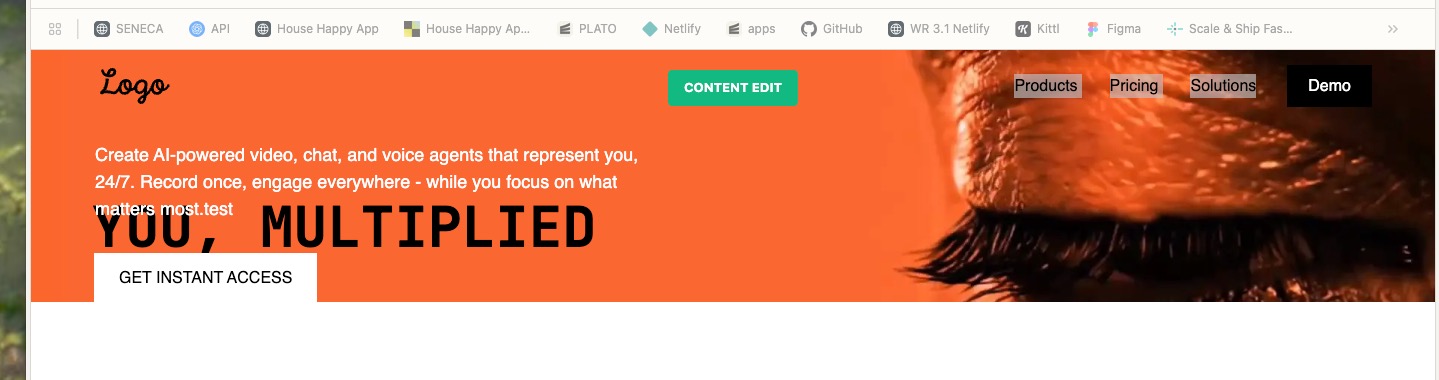 SENECA API House Happy App House Happy Ap... PLATO Netlify apps GitHub WR 3.1 Netlify Kittl Figma Scale & Ship Fas... »
Logo CONTENT EDIT Products Pricing Solutions Demo
Create AI-powered video, chat, and voice agents that represent you,
24/7. Record once, engage everywhere - while you focus on what
matters most.test
YOU, MULTIPLIED
GET INSTANT ACCESS